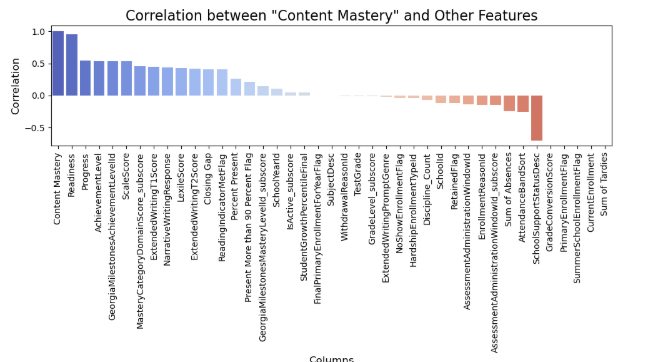 Correlation between "Content Mastery" and Other Features
Correlation
1.0
0.5
0.0
−0.5
Content Mastery
Readiness
Progress
AchievementLevel
GeorgiaMilestonesAchievementLevelId
ScaleScore
MasteryCategoryDomainScore_subscore
ExtendedWritingT1Score
NarrativeWritingResponse
LexileScore
ExtendedWritingT2Score
Closing Gap
ReadingIndicatorMetFlag
Percent Present
Present More than 90 Percent Flag
GeorgiaMilestonesMasteryLevelId_subscore
SchoolYearId
IsActive_subscore
StudentGrowthPercentileFinal
FinalPrimaryEnrollmentForYearFlag
SubjectDesc
WithdrawalReasonId
TestGrade
GradeLevel_subscore
ExtendedWritingPromptGenre
NoShowEnrollmentFlag
HardshipEnrollmentTypeId
Discipline_Count
SchoolId
RetainedFlag
AssessmentAdministrationWindowId
EnrollmentReasonId
AssessmentAdministrationWindowId_subscore
Sum of Absences
AttendanceBandSort
SchoolSupportStatusDesc
GradeConversionScore
PrimaryEnrollmentFlag
SummerSchoolEnrollmentFlag
CurrentEnrollment
Sum of Tardies
Columns